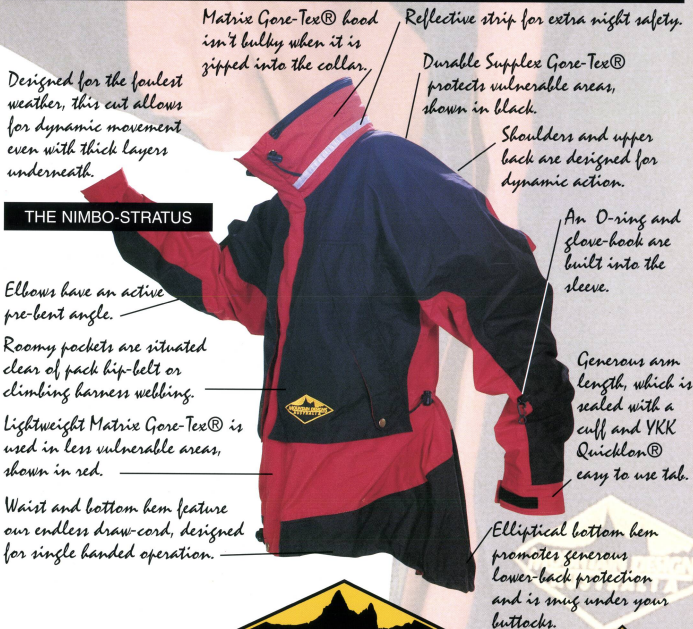 Matrix Gore-Tex® hood
isn't bulky when it is
zipped into the collar.
Reflective strip for extra night safety.
Durable Supplex Gore-Tex®
protects vulnerable areas,
shown in black.
Designed for the foulest
weather, this cut allows
for dynamic movement
even with thick layers
underneath.
Shoulders and upper
back are designed for
dynamic action.
THE NIMBO-STRATUS
An O-ring and
glove-hook are
built into the
sleeve.
Elbows have an active
pre-bent angle.
Roomy pockets are situated
clear of pack hip-belt or
climbing harness webbing.
Generous arm
length, which is
sealed with a
cuff and YKK
Quicklon®
easy to use tab.
Lightweight Matrix Gore-Tex® is
used in less vulnerable areas,
shown in red.
Waist and bottom hem feature
our endless draw-cord, designed
for single handed operation.
Elliptical bottom hem
promotes generous
lower-back protection
and is snug under your
buttocks.
MOUNTAIN DESIGNS
AUSTRALIA